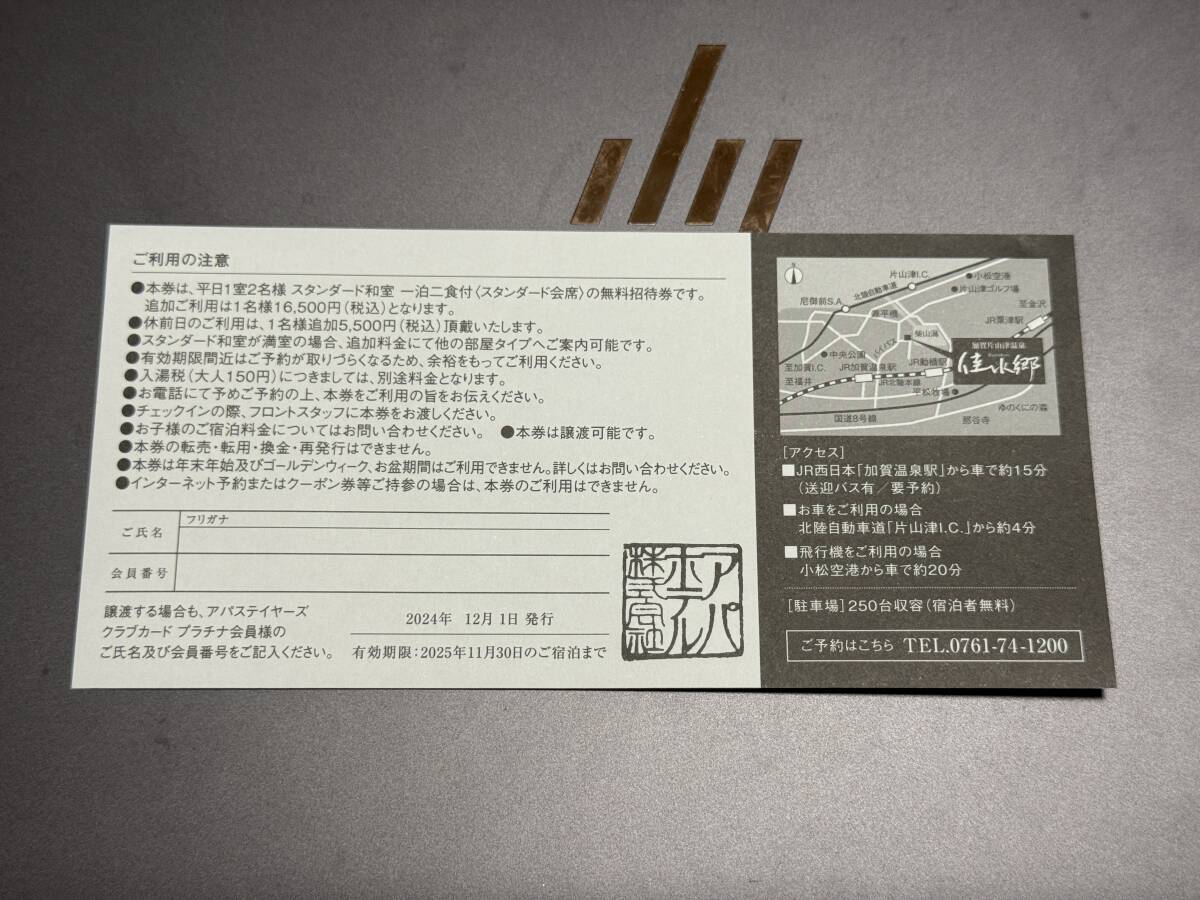 ご利用の注意
●本券は、平日1室2名様 スタンダード和室 一泊二食付〈スタンダード会席〉の無料招待券です。
追加ご利用は1名様16,500円(税込)となります。
●休前日のご利用は、1名様追加5,500円(税込)頂戴いたします。
●スタンダード和室が満室の場合、追加料金にて他の部屋タイプへご案内可能です。
●有効期限間近はご予約が取りづらくなるため、余裕をもってご利用ください。
●入湯税(大人150円)につきましては、別途料金となります。
●お電話にて予めご予約の上、本券をご利用の旨をお伝えください。
●チェックインの際、フロントスタッフに本券をお渡しください。
●お子様のご宿泊料金についてはお問い合わせください。 ●本券は譲渡可能です。
●本券の転売・転用・換金・再発行はできません。
●本券は年末年始及びゴールデンウィーク、お盆期間はご利用できません。詳しくはお問い合わせください。
●インターネット予約またはクーポン券等ご持参の場合は、本券のご利用はできません。
ご氏名
フリガナ
会員番号
譲渡する場合も、アパステイヤーズ
クラブカード プラチナ会員様の
ご氏名及び会員番号をご記入ください。
2024年 12月1日 発行
有効期限:2025年11月30日のご宿泊まで
アパ
ホテル
株式会社
N
片山津I.C.
●小松空港
北陸自動車道
●片山津ゴルフ場
尼御前S.A.
至金沢
源平橋
JR粟津駅
柴山潟
●中央公園
加賀片山津温泉
佳水郷
至加賀I.C.
JR加賀温泉駅
JR動橋駅
至福井
JR北陸本線
平松牧場●
ゆのくにの森
国道8号線
那谷寺
[アクセス]
■JR西日本「加賀温泉駅」から車で約15分
(送迎バス有/要予約)
■お車をご利用の場合
北陸自動車道「片山津I.C.」から約4分
■飛行機をご利用の場合
小松空港から車で約20分
[駐車場]250台収容(宿泊者無料)
ご予約はこちら TEL.0761-74-1200